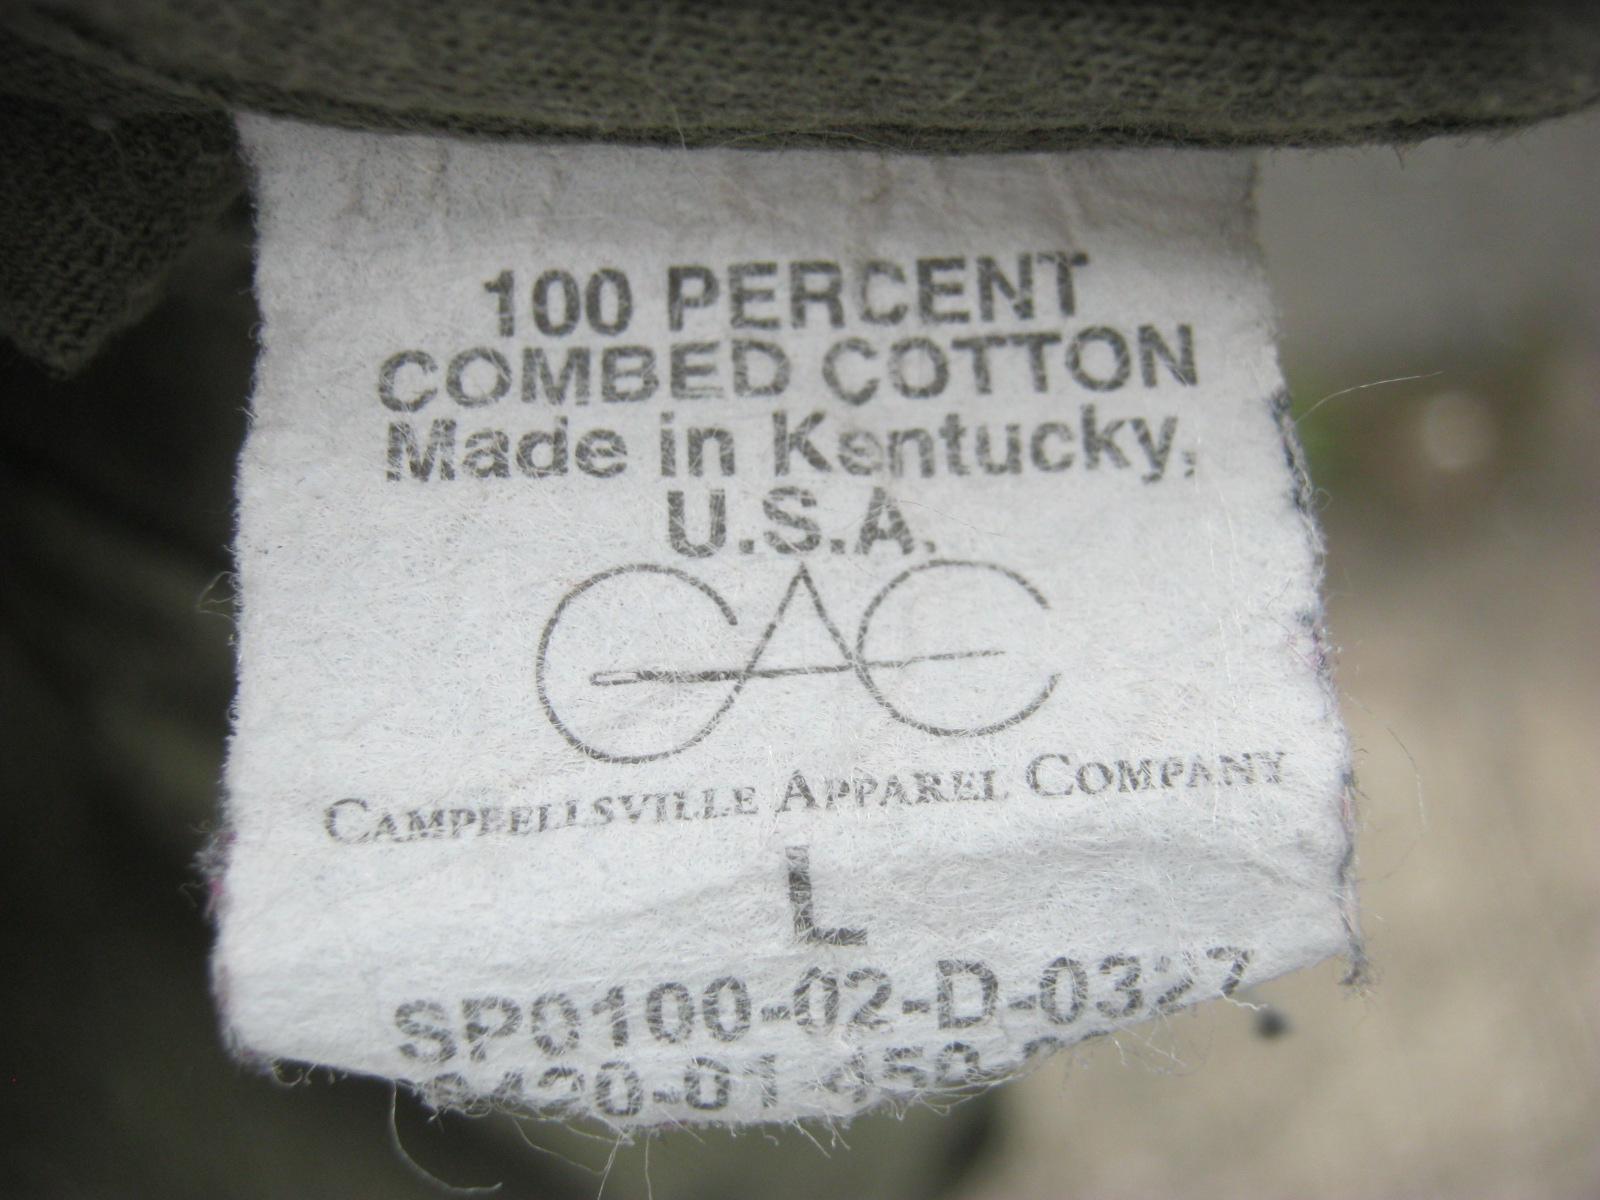 100 PERCENT
COMBED COTTON
Made in Kentucky,
U.S.A.
CAC
CAMPBELLSVILLE APPAREL COMPANY
L
SP0100-02-D-0327